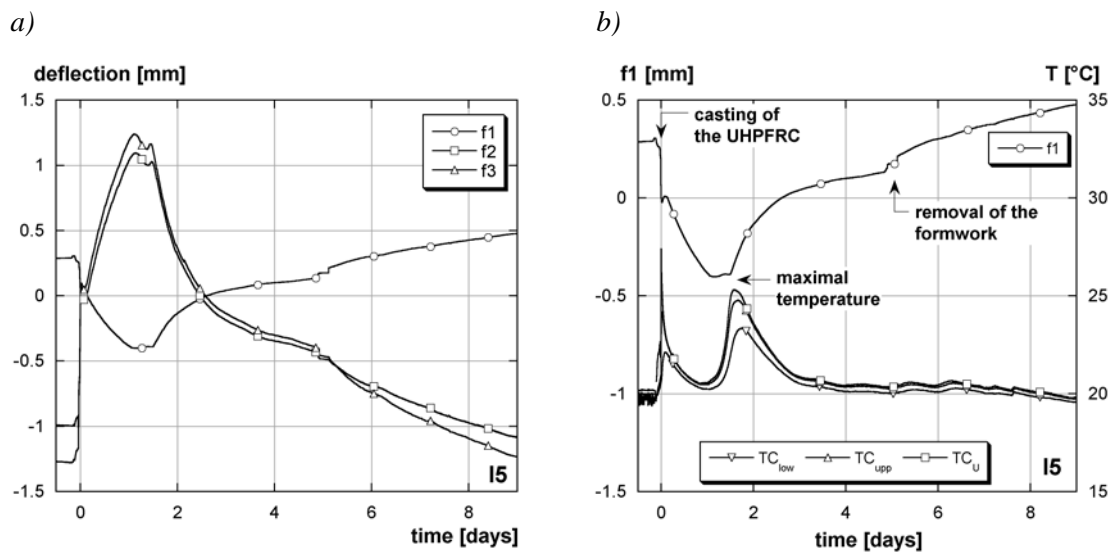 a)
deflection [mm]
1.5
1
0.5
0
-0.5
-1
-1.5
f1
f2
f3
I5
0 2 4 6 8
time [days]
b)
f1 [mm] T [°C]
0.5 35
0 30
-0.5 25
-1 20
-1.5 15
casting of
the UHPFRC
f1
removal of the
formwork
maximal
temperature
TClow TCupp TCU
I5
0 2 4 6 8
time [days]